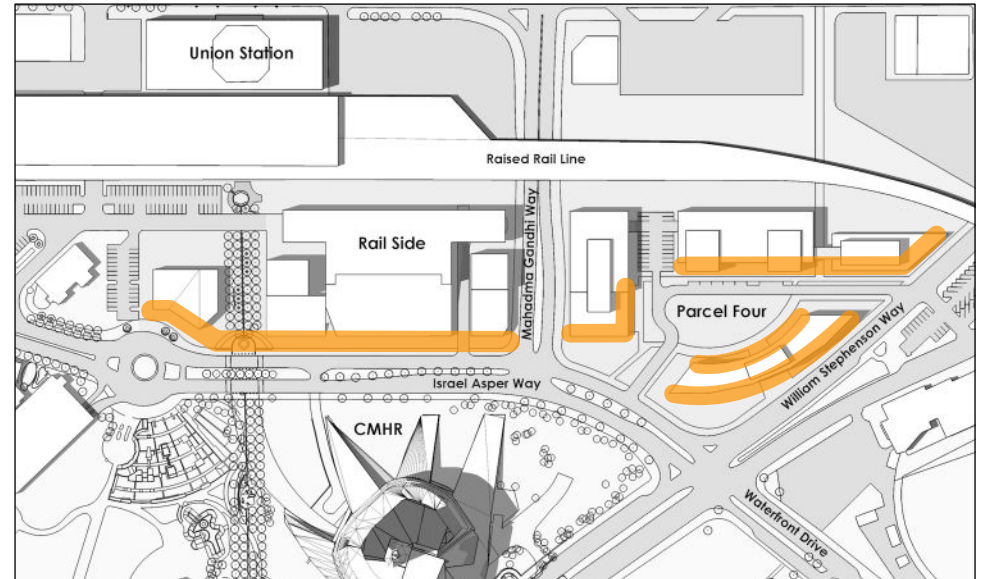 Union Station
Raised Rail Line
Mahadma Gandhi Way
Rail Side
Parcel Four
William Stephenson Way
Israel Asper Way
CMHR
Waterfront Drive